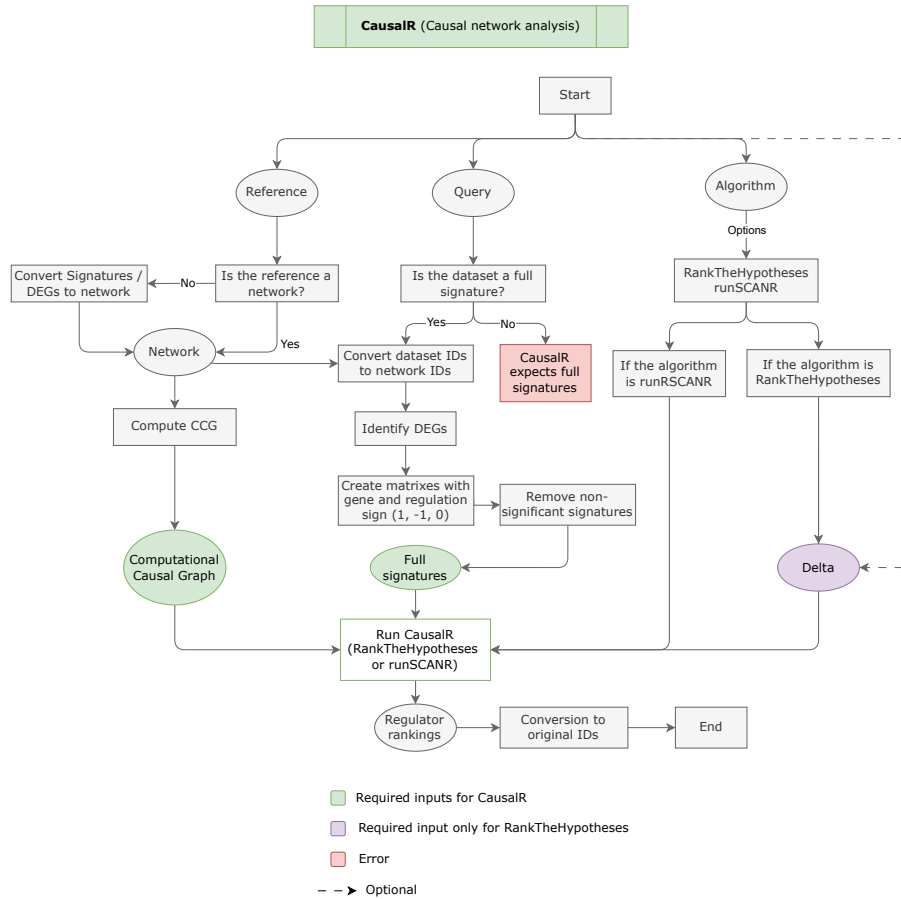 CausalR (Causal network analysis)
Start
Reference
Query
Algorithm
Options
Convert Signatures /
DEGs to network
No
Is the reference a
network?
Is the dataset a full
signature?
RankTheHypotheses
runSCANR
Yes
No
Yes
Network
Convert dataset IDs
to network IDs
CausalR
expects full
signatures
If the algorithm
is runRSCANR
If the algorithm is
RankTheHypotheses
Compute CCG
Identify DEGs
Create matrixes with
gene and regulation
sign (1, -1, 0)
Remove non-
significant signatures
Computational
Causal Graph
Full
signatures
Delta
Run CausalR
(RankTheHypotheses
or runSCANR)
Regulator
rankings
Conversion to
original IDs
End
Required inputs for CausalR
Required input only for RankTheHypotheses
Error
Optional